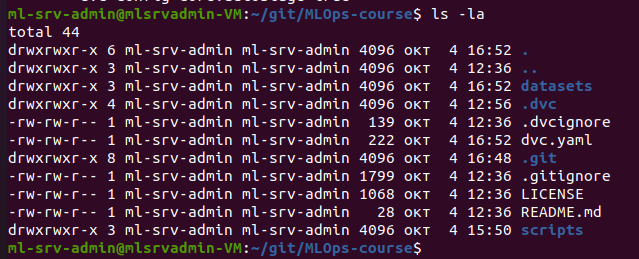 ml-srv-admin@mlsrvadmin-VM:~/git/MLOps-course$ ls -la
total 44
drwxrwxr-x 6 ml-srv-admin ml-srv-admin 4096 окт  4 16:52 .
drwxrwxr-x 3 ml-srv-admin ml-srv-admin 4096 окт  4 12:36 ..
drwxrwxr-x 3 ml-srv-admin ml-srv-admin 4096 окт  4 16:52 datasets
drwxrwxr-x 4 ml-srv-admin ml-srv-admin 4096 окт  4 12:56 .dvc
-rw-rw-r-- 1 ml-srv-admin ml-srv-admin  139 окт  4 12:36 .dvcignore
-rw-rw-r-- 1 ml-srv-admin ml-srv-admin  222 окт  4 16:52 dvc.yaml
drwxrwxr-x 8 ml-srv-admin ml-srv-admin 4096 окт  4 16:48 .git
-rw-rw-r-- 1 ml-srv-admin ml-srv-admin 1799 окт  4 12:36 .gitignore
-rw-rw-r-- 1 ml-srv-admin ml-srv-admin 1068 окт  4 12:36 LICENSE
-rw-rw-r-- 1 ml-srv-admin ml-srv-admin   28 окт  4 12:36 README.md
drwxrwxr-x 3 ml-srv-admin ml-srv-admin 4096 окт  4 15:50 scripts
ml-srv-admin@mlsrvadmin-VM:~/git/MLOps-course$